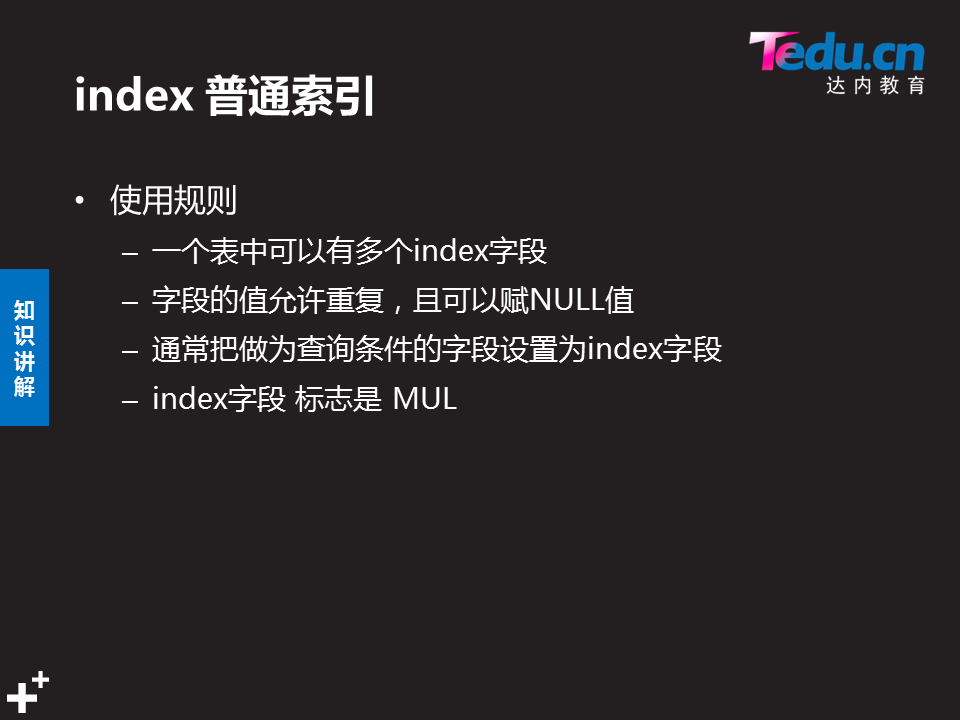 Tedu.cn
达内教育
index 普通索引
• 使用规则
– 一个表中可以有多个index字段
– 字段的值允许重复，且可以赋NULL值
– 通常把做为查询条件的字段设置为index字段
– index字段 标志是 MUL
知
识
讲
解